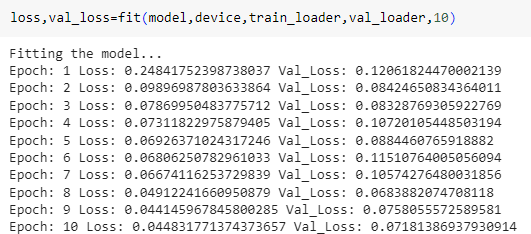 loss,val_loss=fit(model,device,train_loader,val_loader,10)
Fitting the model...
Epoch: 1 Loss: 0.24841752398738037 Val_Loss: 0.12061824470002139
Epoch: 2 Loss: 0.09896987803633864 Val_Loss: 0.08424650834364011
Epoch: 3 Loss: 0.07869950483775712 Val_Loss: 0.08328769305922769
Epoch: 4 Loss: 0.07311822975879405 Val_Loss: 0.10720105448503194
Epoch: 5 Loss: 0.06926371024317246 Val_Loss: 0.0884460765918882
Epoch: 6 Loss: 0.06806250782961033 Val_Loss: 0.11510764005056094
Epoch: 7 Loss: 0.06674116253729839 Val_Loss: 0.10574276480031856
Epoch: 8 Loss: 0.04912241660950879 Val_Loss: 0.0683882074708118
Epoch: 9 Loss: 0.044145967845800285 Val_Loss: 0.0758055572589581
Epoch: 10 Loss: 0.044831771374373657 Val_Loss: 0.07181386937930914